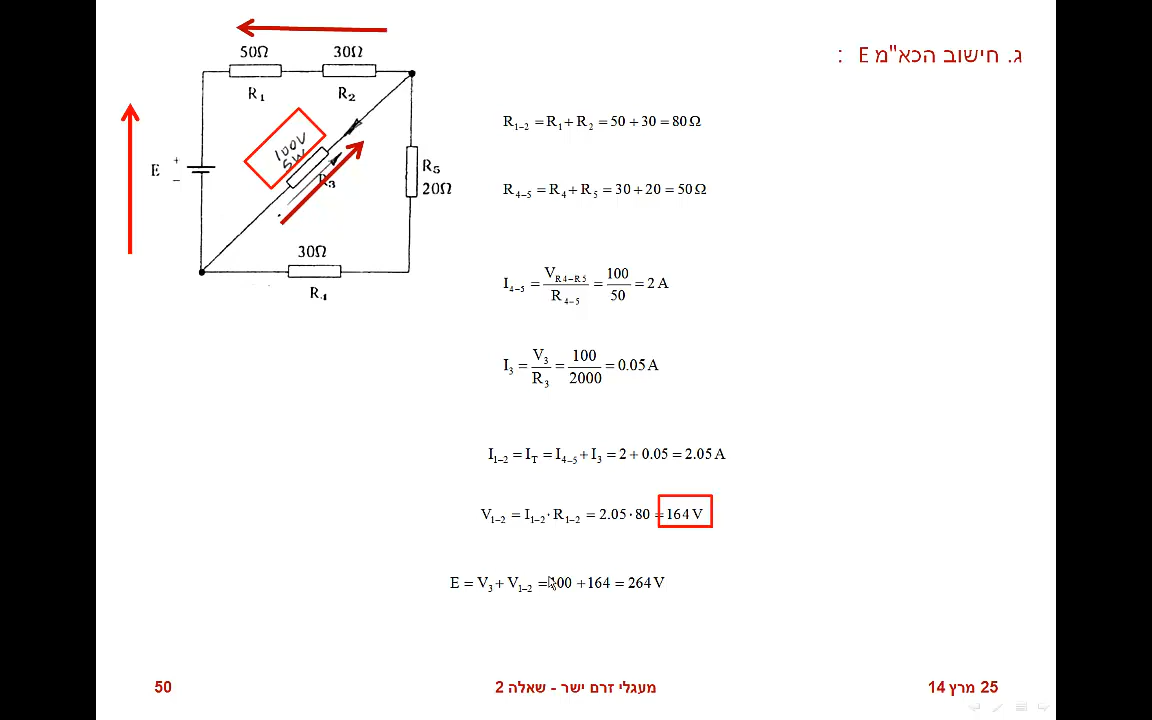 ג. חישוב הכא"מ E :
50Ω 30Ω
R₁ R₂
100V
5W
E + −
R3
R5
20Ω
30Ω
R₄
R₁₋₂ = R₁ + R₂ = 50 + 30 = 80 Ω
R₄₋₅ = R₄ + R₅ = 30 + 20 = 50 Ω
I₄₋₅ = V_R4−R5 / R₄₋₅ = 100 / 50 = 2 A
I₃ = V₃ / R₃ = 100 / 2000 = 0.05 A
I₁₋₂ = I_T = I₄₋₅ + I₃ = 2 + 0.05 = 2.05 A
V₁₋₂ = I₁₋₂ · R₁₋₂ = 2.05 · 80 = 164 V
E = V₃ + V₁₋₂ = 100 + 164 = 264 V
25 מרץ 14
מעגלי זרם ישר - שאלה 2
50